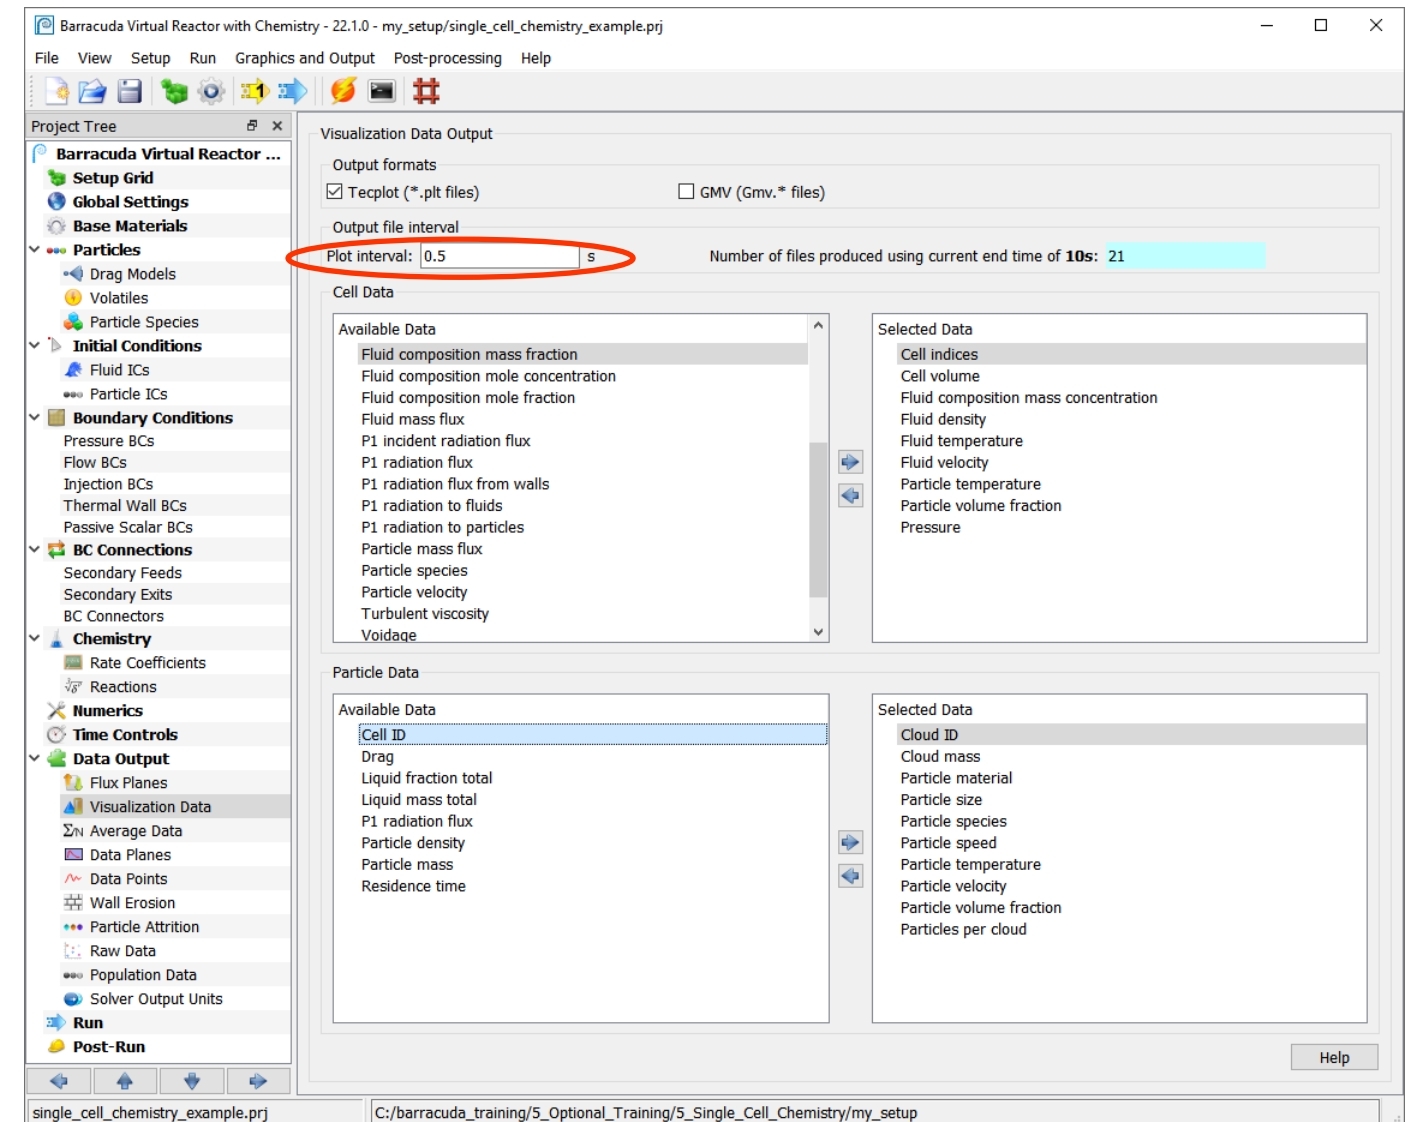 Barracuda Virtual Reactor with Chemistry - 22.1.0 - my_setup/single_cell_chemistry_example.prj
File View Setup Run Graphics and Output Post-processing Help
Project Tree
Barracuda Virtual Reactor ...
Setup Grid
Global Settings
Base Materials
Particles
Drag Models
Volatiles
Particle Species
Initial Conditions
Fluid ICs
Particle ICs
Boundary Conditions
Pressure BCs
Flow BCs
Injection BCs
Thermal Wall BCs
Passive Scalar BCs
BC Connections
Secondary Feeds
Secondary Exits
BC Connectors
Chemistry
Rate Coefficients
Reactions
Numerics
Time Controls
Data Output
Flux Planes
Visualization Data
Σ/N Average Data
Data Planes
Data Points
Wall Erosion
Particle Attrition
Raw Data
Population Data
Solver Output Units
Run
Post-Run
Visualization Data Output
Output formats
Tecplot (*.plt files) GMV (Gmv.* files)
Output file interval
Plot interval: 0.5 s Number of files produced using current end time of 10s: 21
Cell Data
Available Data
Fluid composition mass fraction
Fluid composition mole concentration
Fluid composition mole fraction
Fluid mass flux
P1 incident radiation flux
P1 radiation flux
P1 radiation flux from walls
P1 radiation to fluids
P1 radiation to particles
Particle mass flux
Particle species
Particle velocity
Turbulent viscosity
Voidage
Selected Data
Cell indices
Cell volume
Fluid composition mass concentration
Fluid density
Fluid temperature
Fluid velocity
Particle temperature
Particle volume fraction
Pressure
Particle Data
Available Data
Cell ID
Drag
Liquid fraction total
Liquid mass total
P1 radiation flux
Particle density
Particle mass
Residence time
Selected Data
Cloud ID
Cloud mass
Particle material
Particle size
Particle species
Particle speed
Particle temperature
Particle velocity
Particle volume fraction
Particles per cloud
Help
single_cell_chemistry_example.prj C:/barracuda_training/5_Optional_Training/5_Single_Cell_Chemistry/my_setup